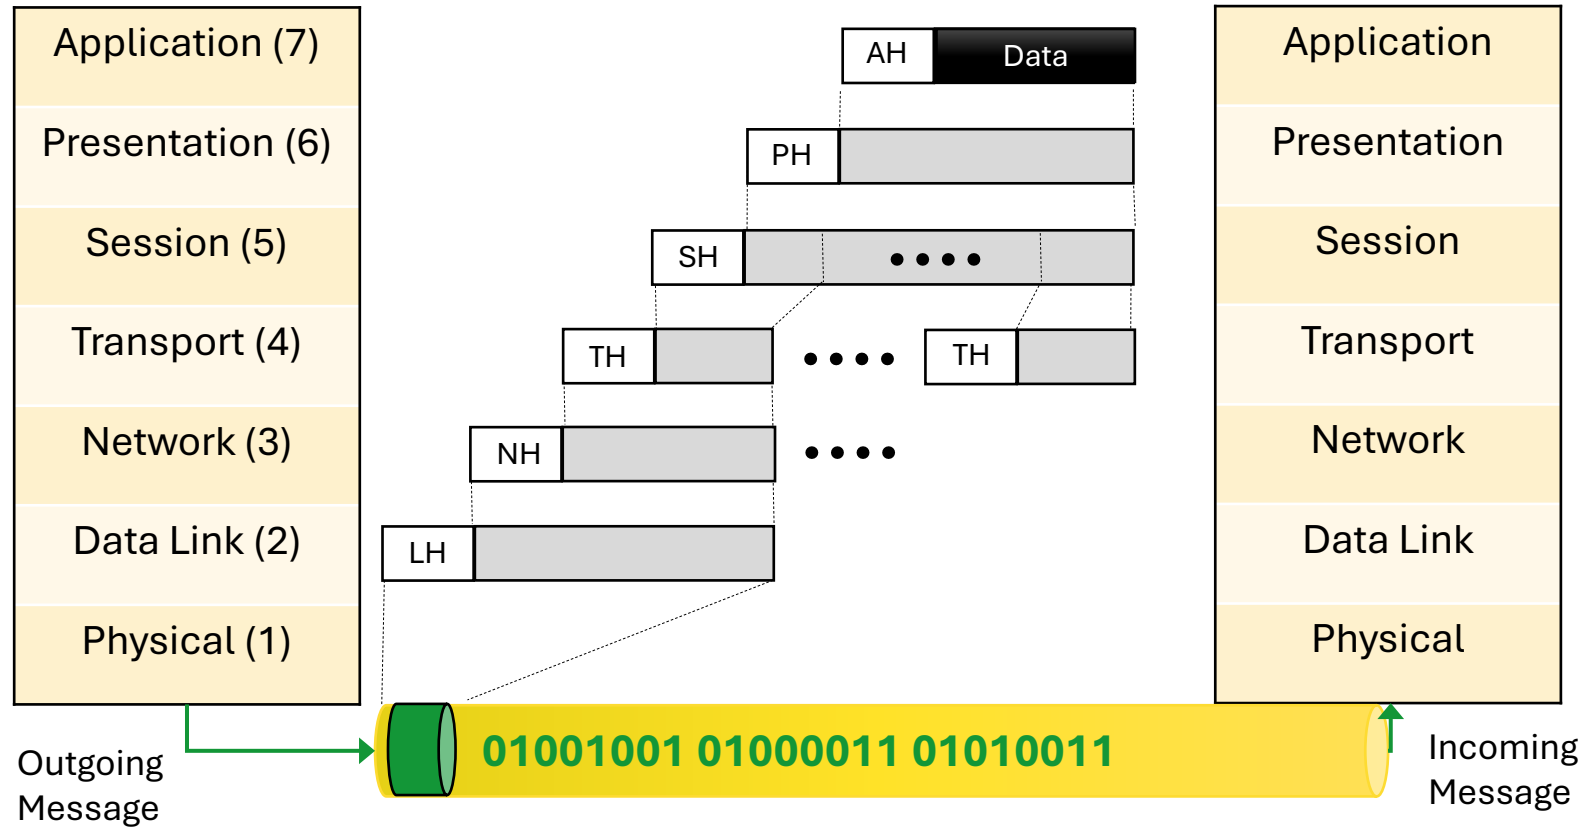 Application (7)
AH
Data
Application
Presentation (6)
PH
Presentation
Session (5)
SH
Session
Transport (4)
TH
TH
Transport
Network (3)
NH
Network
Data Link (2)
LH
Data Link
Physical (1)
Physical
Outgoing
Message
01001001 01000011 01010011
Incoming
Message